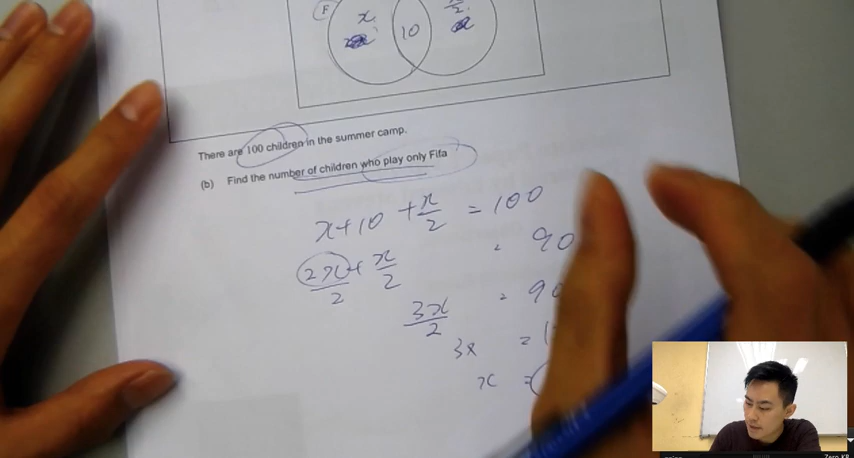 F
x
x/2
10
There are 100 children in the summer camp.
(b) Find the number of children who play only Fifa
x + 10 + x/2 = 100
= 90
2x/2 + x/2 = 90
3x/2
3x = 1
x =